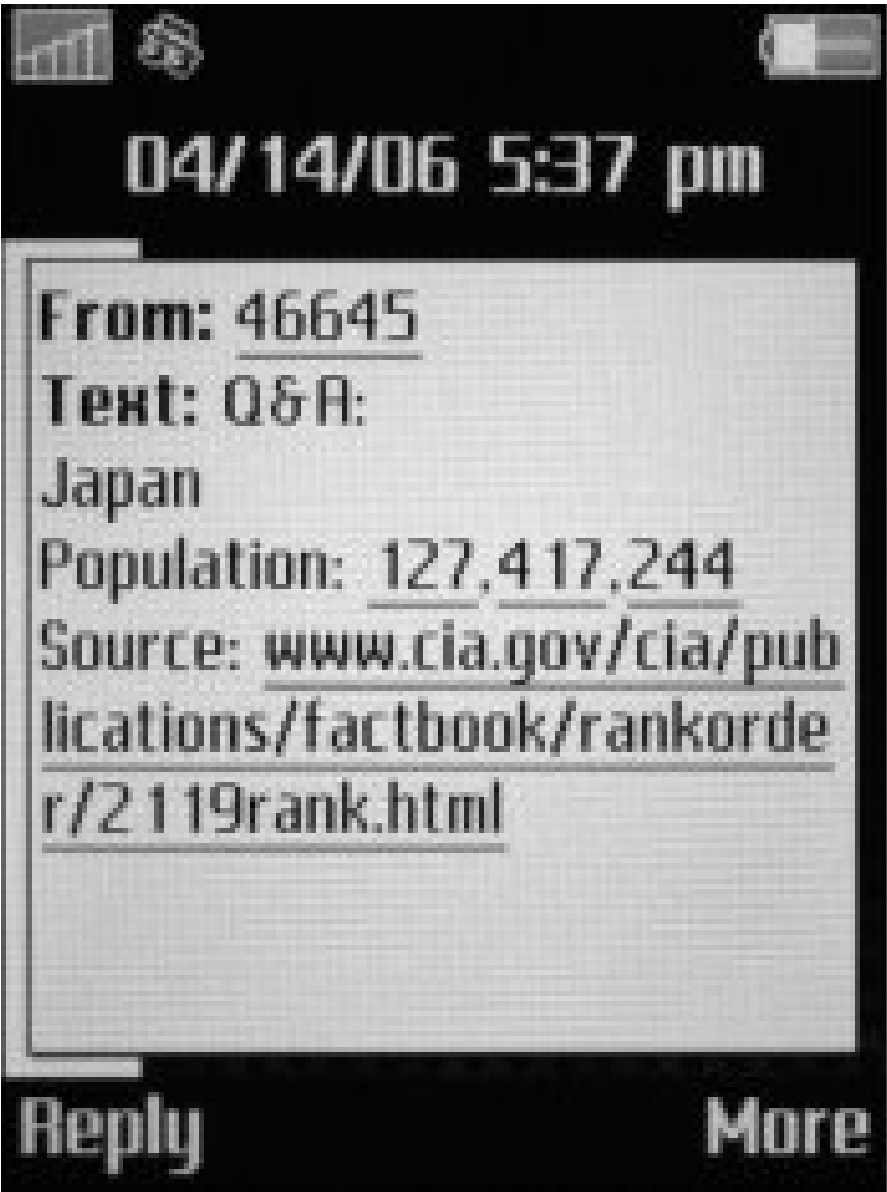 04/14/06 5:37 pm
From: 46645
Text: Q&A:
Japan
Population: 127,417,244
Source: www.cia.gov/cia/pub
lications/factbook/rankorde
r/2119rank.html
Reply
More